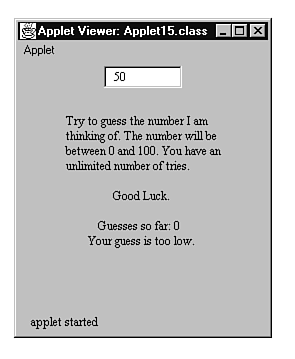 Applet Viewer: Applet15.class
Applet
50
Try to guess the number I am
thinking of. The number will be
between 0 and 100. You have an
unlimited number of tries.
Good Luck.
Guesses so far: 0
Your guess is too low.
applet started